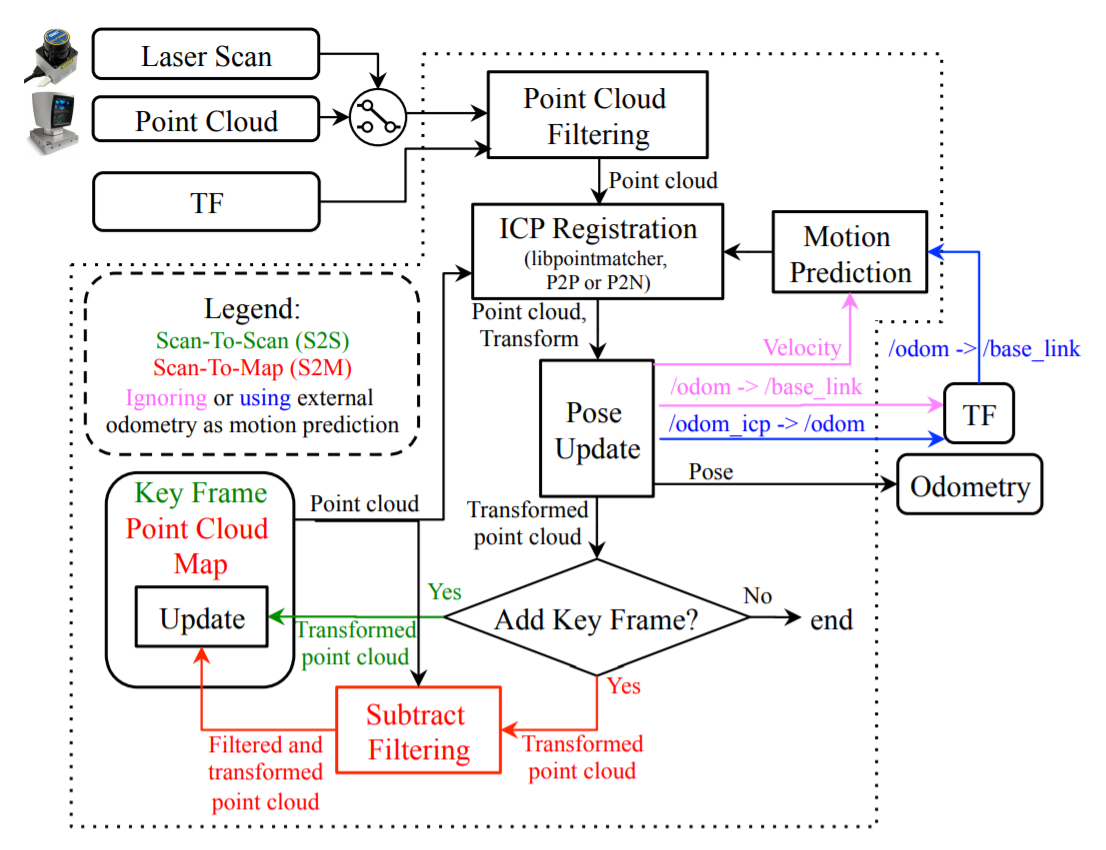 Laser Scan
Point Cloud
TF
Point Cloud
Filtering
Point cloud
ICP Registration
(libpointmatcher,
P2P or P2N)
Motion
Prediction
Legend:
Scan-To-Scan (S2S)
Scan-To-Map (S2M)
Ignoring or using external
odometry as motion prediction
Point cloud,
Transform
Velocity
/odom -> /base_link
/odom -> /base_link
/odom_icp -> /odom
TF
Pose
Update
Pose
Odometry
Key Frame
Point Cloud
Map
Update
Point cloud
Transformed
point cloud
Add Key Frame?
No
end
Yes
Transformed
point cloud
Yes
Transformed
point cloud
Subtract
Filtering
Filtered and
transformed
point cloud